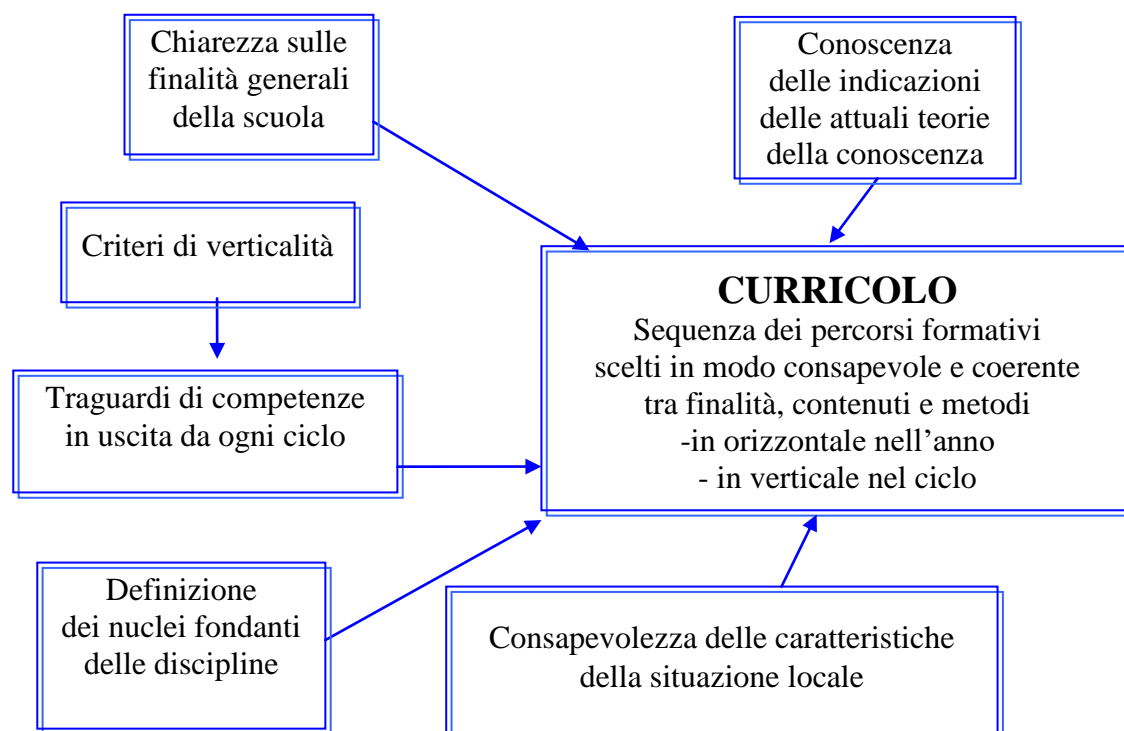 Chiarezza sulle
finalità generali
della scuola
Conoscenza
delle indicazioni
delle attuali teorie
della conoscenza
Criteri di verticalità
CURRICOLO
Sequenza dei percorsi formativi
scelti in modo consapevole e coerente
tra finalità, contenuti e metodi
-in orizzontale nell’anno
- in verticale nel ciclo
Traguardi di competenze
in uscita da ogni ciclo
Definizione
dei nuclei fondanti
delle discipline
Consapevolezza delle caratteristiche
della situazione locale